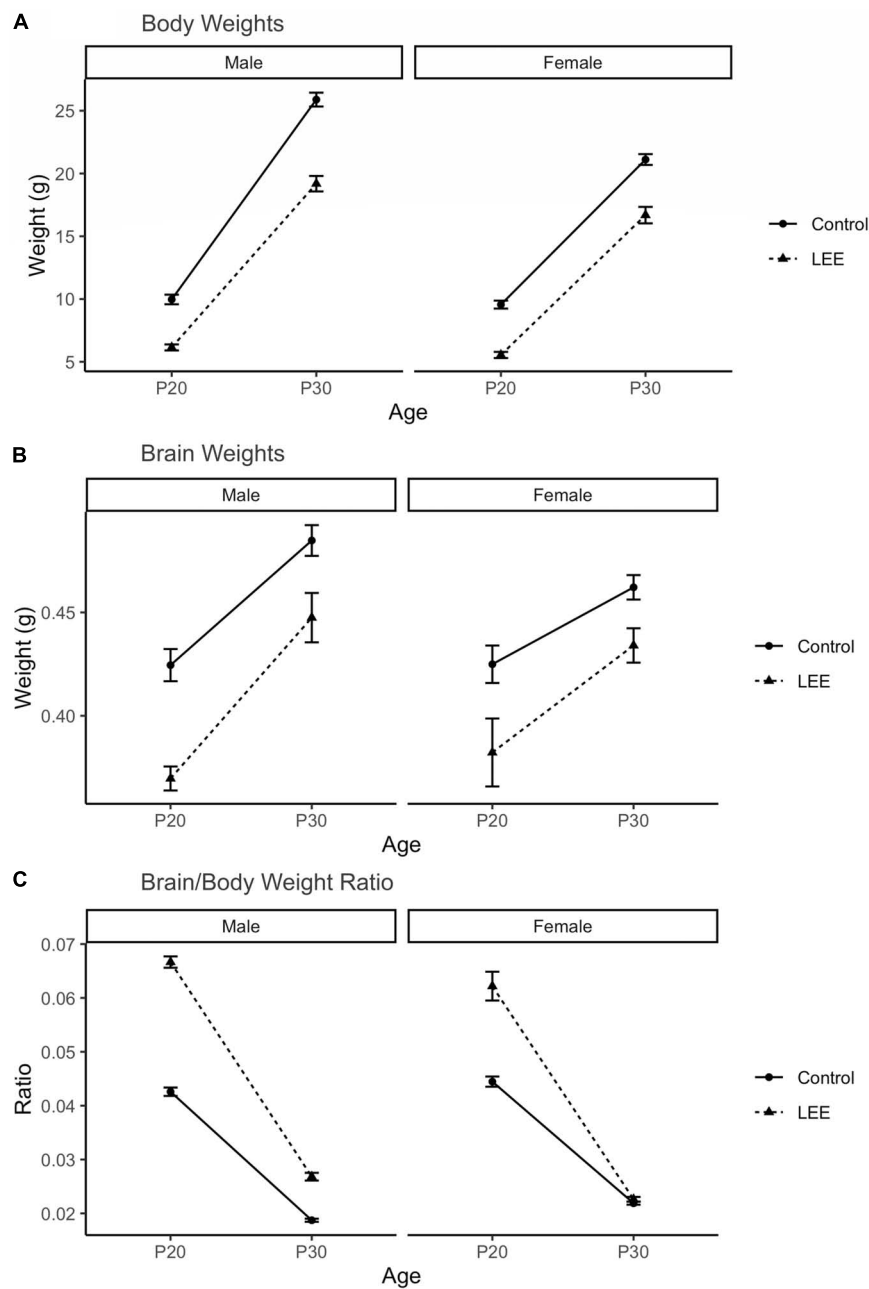 A
Body Weights
Male
Female
25
20
15
10
5
Weight (g)
P20
P30
P20
P30
Age
Control
LEE
B
Brain Weights
Male
Female
0.45
0.40
Weight (g)
P20
P30
P20
P30
Age
Control
LEE
C
Brain/Body Weight Ratio
Male
Female
0.07
0.06
0.05
0.04
0.03
0.02
Ratio
P20
P30
P20
P30
Age
Control
LEE